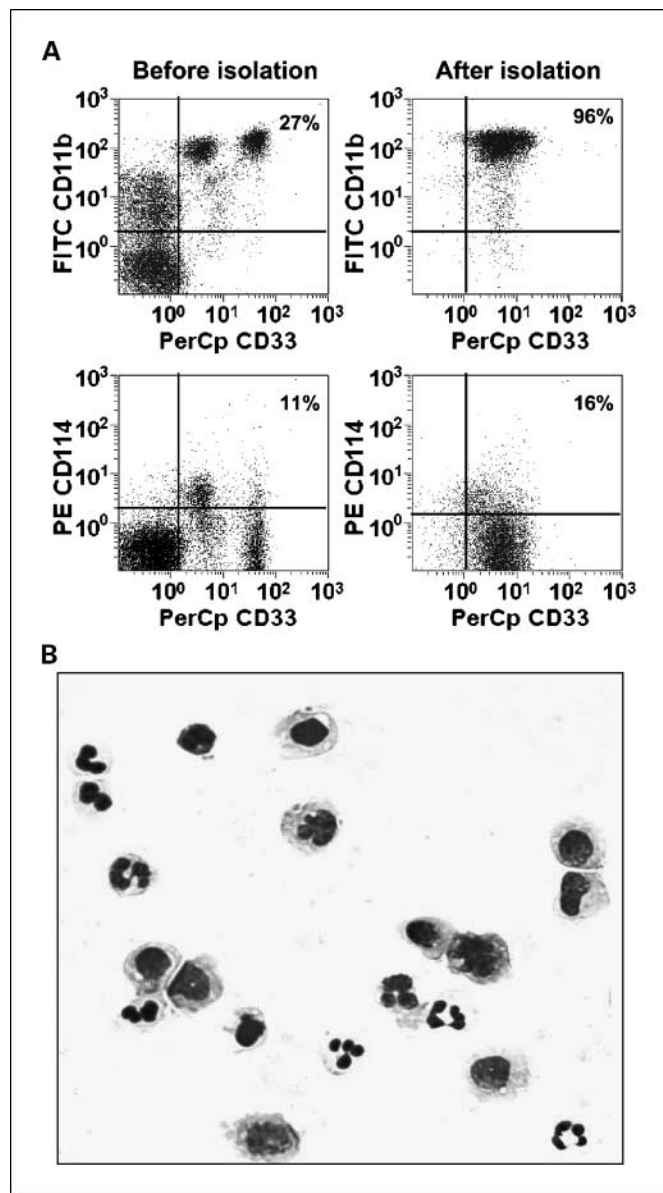 A
Before isolation
After isolation
10³
10²
10¹
10⁰
FITC CD11b
27%
10⁰ 10¹ 10² 10³
PerCp CD33
10³
10²
10¹
10⁰
FITC CD11b
96%
10⁰ 10¹ 10² 10³
PerCp CD33
10³
10²
10¹
10⁰
PE CD114
11%
10⁰ 10¹ 10² 10³
PerCp CD33
10³
10²
10¹
10⁰
PE CD114
16%
10⁰ 10¹ 10² 10³
PerCp CD33
B